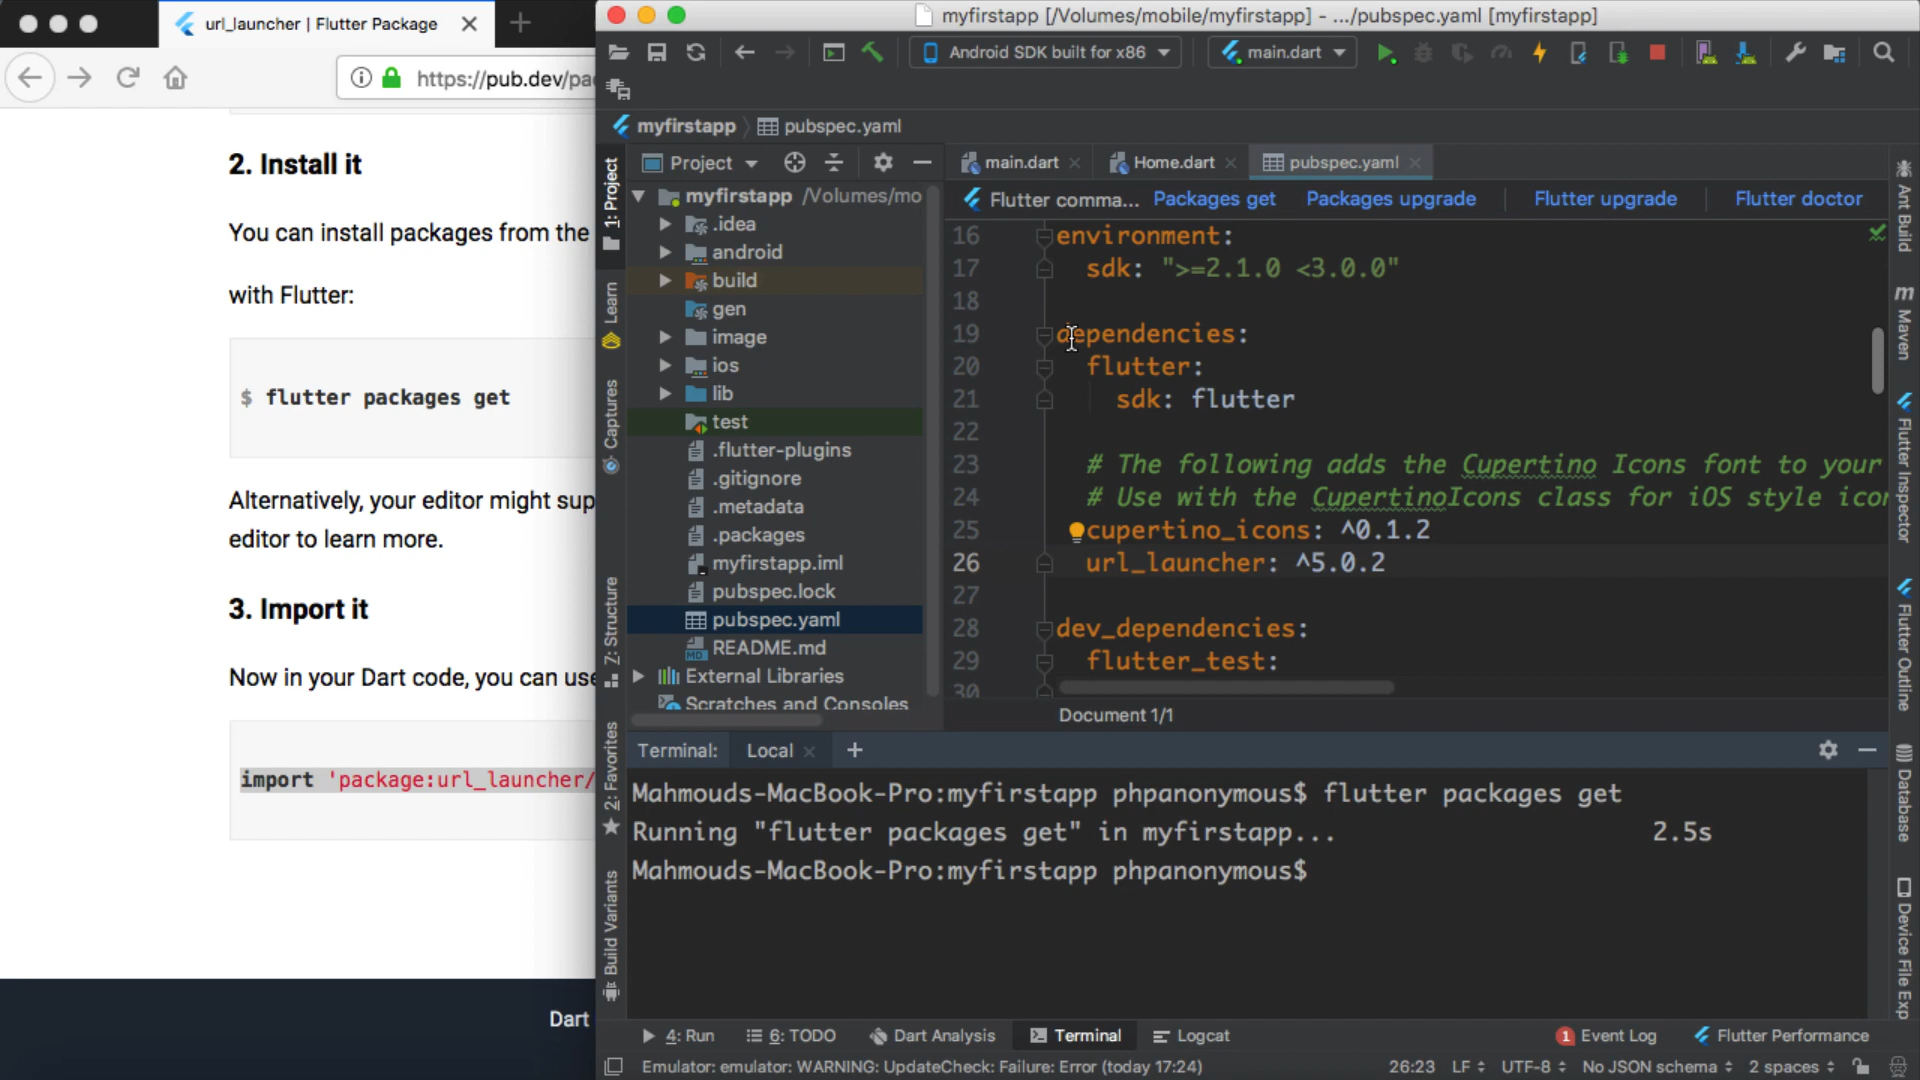 url_launcher | Flutter Package
https://pub.dev/pac
2. Install it
You can install packages from the
with Flutter:
$ flutter packages get
Alternatively, your editor might sup
editor to learn more.
3. Import it
Now in your Dart code, you can use
import 'package:url_launcher/
Dart
myfirstapp [/Volumes/mobile/myfirstapp] - .../pubspec.yaml [myfirstapp]
Android SDK built for x86
main.dart
myfirstapp
pubspec.yaml
1: Project
Learn
Captures
Z: Structure
2: Favorites
Build Variants
Project
myfirstapp /Volumes/mo
.idea
android
build
gen
image
ios
lib
test
.flutter-plugins
.gitignore
.metadata
.packages
myfirstapp.iml
pubspec.lock
pubspec.yaml
README.md
External Libraries
Scratches and Consoles
main.dart
Home.dart
pubspec.yaml
Flutter comma... Packages get Packages upgrade Flutter upgrade Flutter doctor
16 environment:
17 sdk: ">=2.1.0 <3.0.0"
18
19 dependencies:
20 flutter:
21 sdk: flutter
22
23 # The following adds the Cupertino Icons font to your
24 # Use with the CupertinoIcons class for iOS style icon
25 cupertino_icons: ^0.1.2
26 url_launcher: ^5.0.2
27
28 dev_dependencies:
29 flutter_test:
30
Document 1/1
Ant Build
Maven
Flutter Inspector
Flutter Outline
Database
Device File Exp
Terminal: Local
Mahmouds-MacBook-Pro:myfirstapp phpanonymous$ flutter packages get
Running "flutter packages get" in myfirstapp... 2.5s
Mahmouds-MacBook-Pro:myfirstapp phpanonymous$
4: Run
6: TODO
Dart Analysis
Terminal
Logcat
1 Event Log
Flutter Performance
Emulator: emulator: WARNING: UpdateCheck: Failure: Error (today 17:24)
26:23 LF UTF-8 No JSON schema 2 spaces